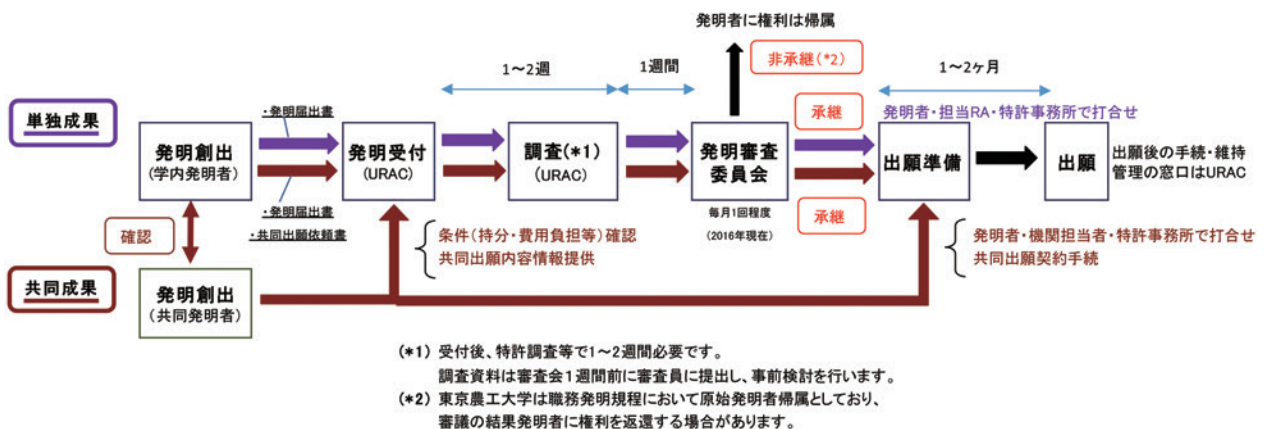 発明者に権利は帰属
非承継(*2)
1～2週
1週間
1～2ヶ月
単独成果
・発明届出書
承継
発明者・担当RA・特許事務所で打合せ
発明創出
(学内発明者)
発明受付
(URAC)
調査(*1)
(URAC)
発明審査
委員会
出願準備
出願
出願後の手続・維持
管理の窓口はURAC
・発明届出書
・共同出願依頼書
毎月1回程度
(2016年現在)
承継
確認
条件(持分・費用負担等)確認
共同出願内容情報提供
発明者・機関担当者・特許事務所で打合せ
共同出願契約手続
共同成果
発明創出
(共同発明者)
(*1) 受付後、特許調査等で1～2週間必要です。
調査資料は審査会1週間前に審査員に提出し、事前検討を行います。
(*2) 東京農工大学は職務発明規程において原始発明者帰属としており、
審議の結果発明者に権利を返還する場合があります。